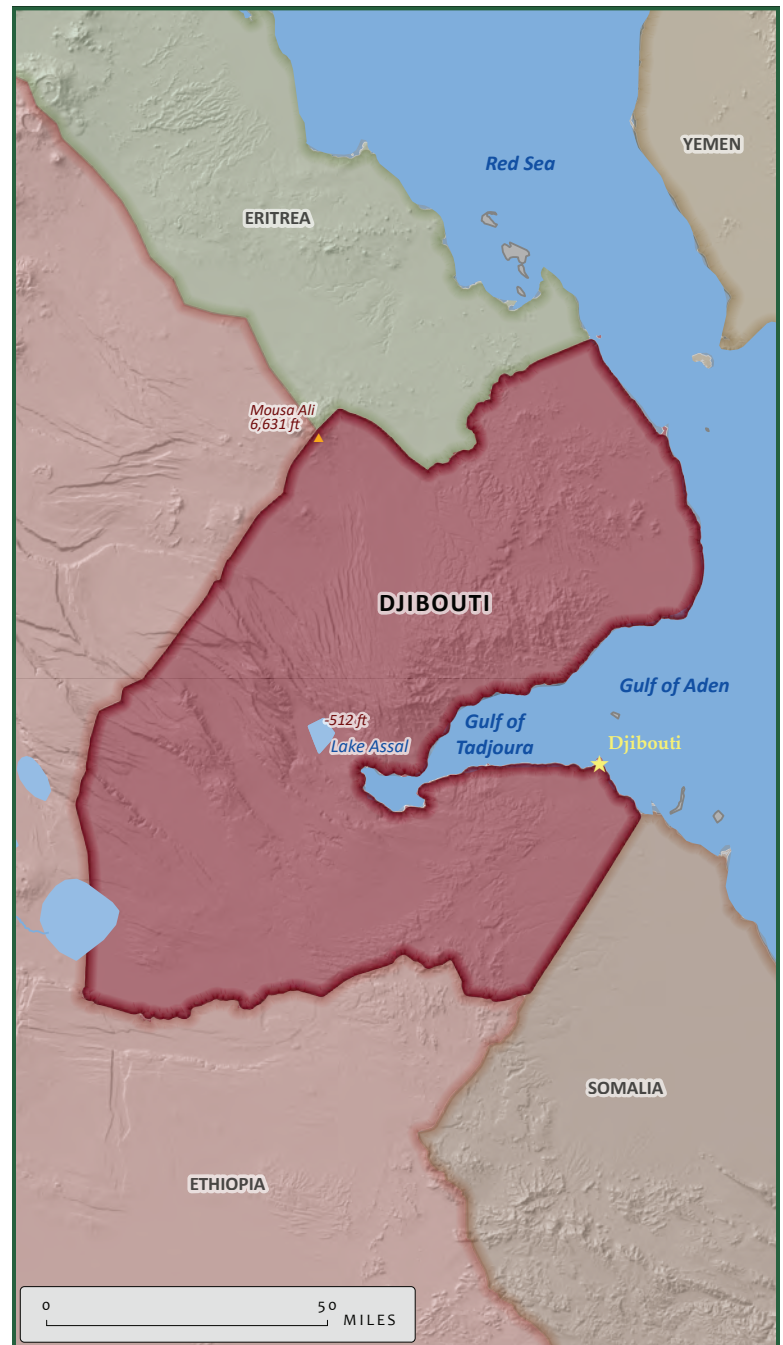 YEMEN
Red Sea
ERITREA
Mousa Ali
6,631 ft
DJIBOUTI
Gulf of Aden
-512 ft
Gulf of
Tadjoura
Lake Assal
Djibouti
SOMALIA
ETHIOPIA
0 50 MILES